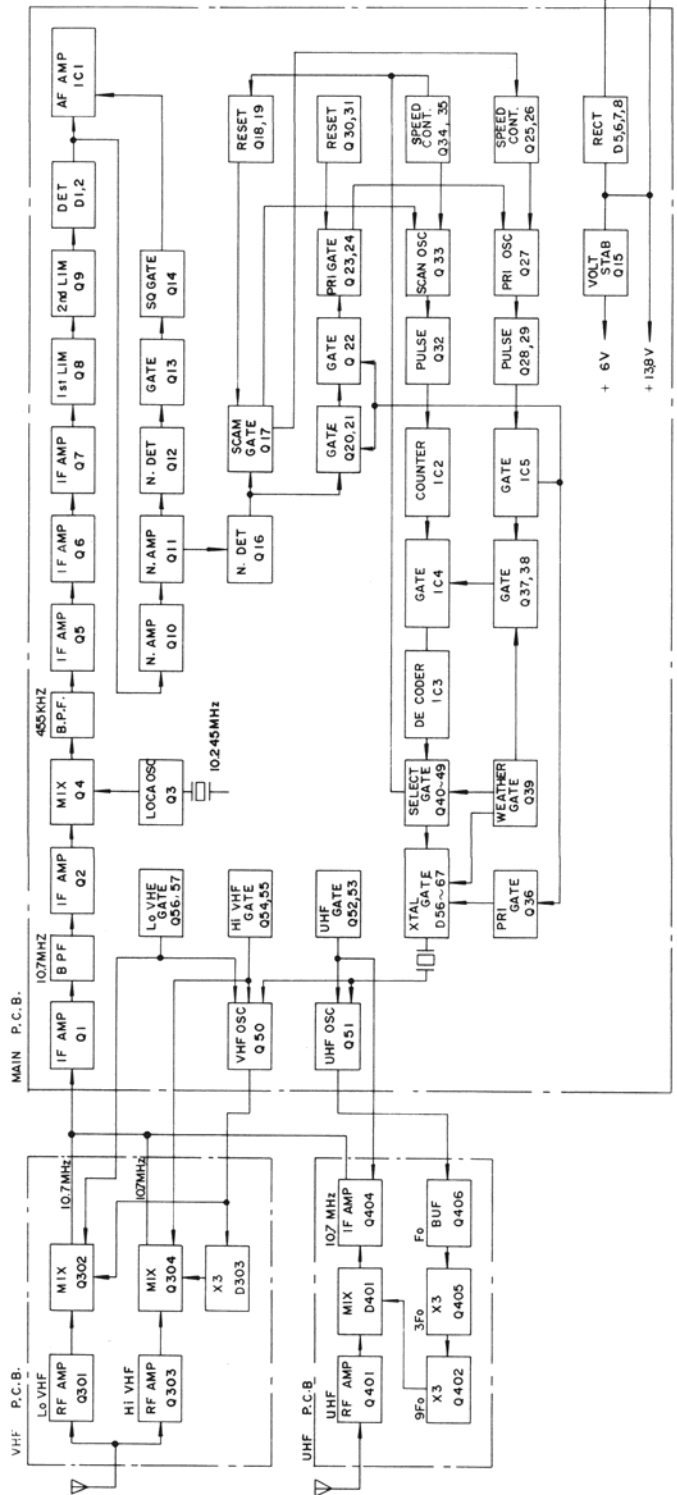 MAIN P.C.B.
IF AMP
Q1
10.7MHZ
BPF
IF AMP
Q2
MIX
Q4
455KHZ
B.P.F.
IF AMP
Q5
IF AMP
Q6
IF AMP
Q7
1st LIM
Q8
2nd LIM
Q9
DET
D1,2
AF AMP
IC1
LOCA OSC
Q3
10.245MHz
N. AMP
Q10
N. AMP
Q11
N. DET
Q12
GATE
Q13
SQ GATE
Q14
N. DET
Q16
SCAM
GATE
Q17
RESET
Q18,19
GATE
Q20,21
GATE
Q22
PRI GATE
Q23,24
RESET
Q30,31
COUNTER
IC2
PULSE
Q32
SCAN OSC
Q33
SPEED
CONT.
Q34, 35
GATE
IC5
PULSE
Q28,29
PRI OSC
Q27
SPEED
CONT.
Q25,26
GATE
IC4
GATE
Q37,38
DE CODER
IC3
SELECT
GATE
Q40~49
WEATHER
GATE
Q39
XTAL
GATE
D56~67
PRI
GATE
Q36
Lo VHE
GATE
Q56,57
Hi VHF
GATE
Q54,55
UHF
GATE
Q52,53
VHF OSC
Q50
UHF OSC
Q51
VOLT
STAB
Q15
RECT
D5,6,7,8
+ 6V
+ 13,8V
VHF P.C.B.
Lo VHF
RF AMP
Q301
MIX
Q302
10.7MHz
Hi VHF
RF AMP
Q303
MIX
Q304
10.7MHz
X3
D303
UHF P.C.B
UHF
RF AMP
Q401
MIX
D401
10,7 MHz
IF AMP
Q404
9Fo
X3
Q402
3Fo
X3
Q405
Fo
BUF
Q406